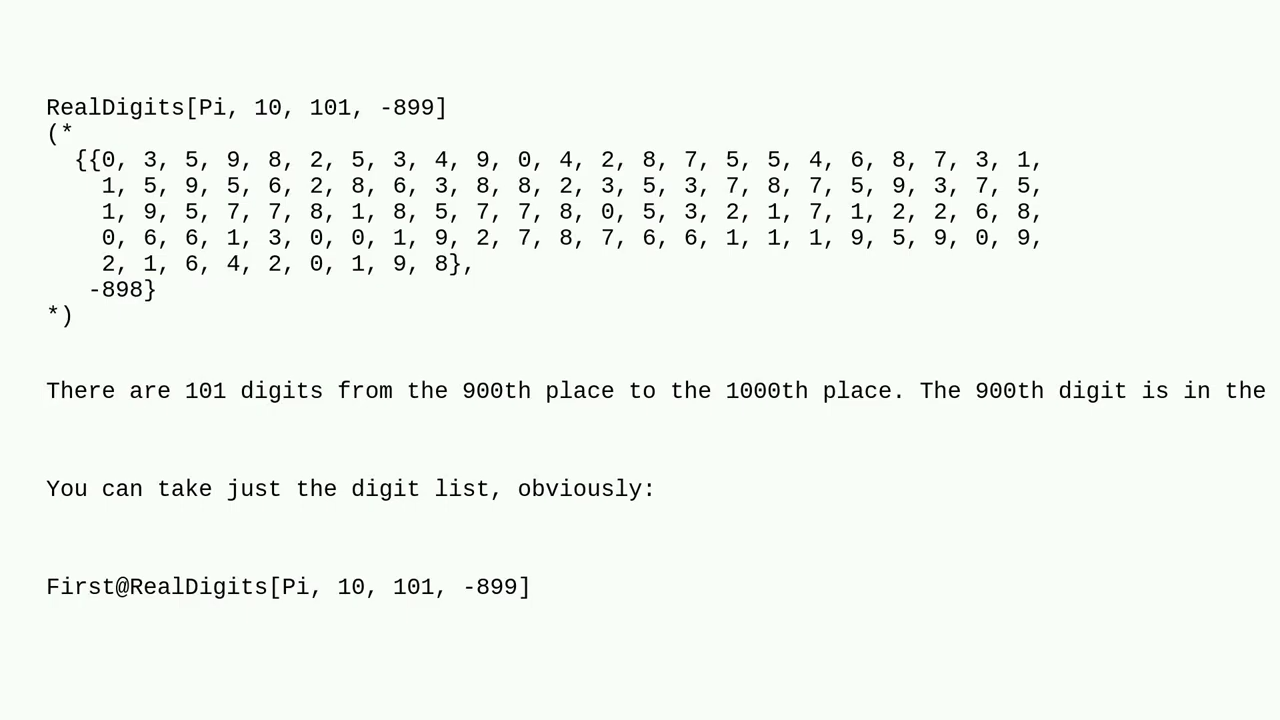 RealDigits[Pi, 10, 101, -899]
(*
{{0, 3, 5, 9, 8, 2, 5, 3, 4, 9, 0, 4, 2, 8, 7, 5, 5, 4, 6, 8, 7, 3, 1,
1, 5, 9, 5, 6, 2, 8, 6, 3, 8, 8, 2, 3, 5, 3, 7, 8, 7, 5, 9, 3, 7, 5,
1, 9, 5, 7, 7, 8, 1, 8, 5, 7, 7, 8, 0, 5, 3, 2, 1, 7, 1, 2, 2, 6, 8,
0, 6, 6, 1, 3, 0, 0, 1, 9, 2, 7, 8, 7, 6, 6, 1, 1, 1, 9, 5, 9, 0, 9,
2, 1, 6, 4, 2, 0, 1, 9, 8},
-898}
*)
There are 101 digits from the 900th place to the 1000th place. The 900th digit is in the
You can take just the digit list, obviously:
First@RealDigits[Pi, 10, 101, -899]